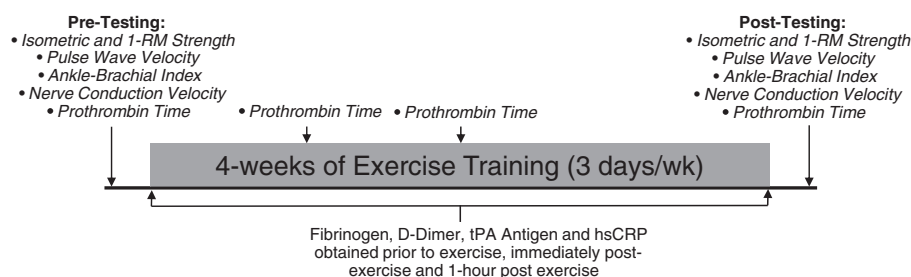 Pre-Testing:
• Isometric and 1-RM Strength
• Pulse Wave Velocity
• Ankle-Brachial Index
• Nerve Conduction Velocity
• Prothrombin Time
• Prothrombin Time
• Prothrombin Time
Post-Testing:
• Isometric and 1-RM Strength
• Pulse Wave Velocity
• Ankle-Brachial Index
• Nerve Conduction Velocity
• Prothrombin Time
4-weeks of Exercise Training (3 days/wk)
Fibrinogen, D-Dimer, tPA Antigen and hsCRP
obtained prior to exercise, immediately post-
exercise and 1-hour post exercise